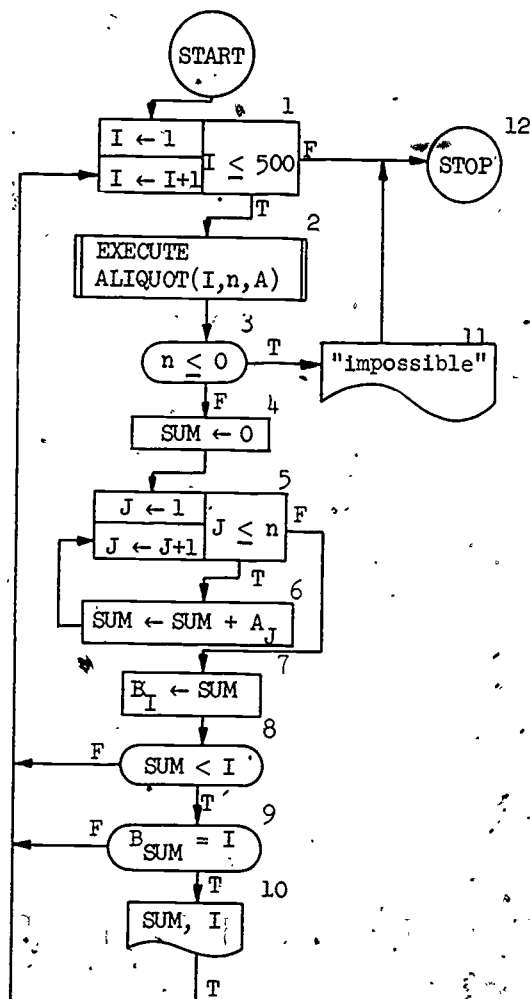 START
1
12
I ← 1
I ← I+1
I ≤ 500
F
STOP
T
2
EXECUTE
ALIQUOT(I,n,A)
3
n ≤ 0
T
11
"impossible"
F
4
SUM ← 0
5
J ← 1
J ← J+1
J ≤ n
F
T
6
SUM ← SUM + A_J
7
B_I ← SUM
8
F
SUM < I
T
9
F
B_SUM = I
T
10
SUM, I
T